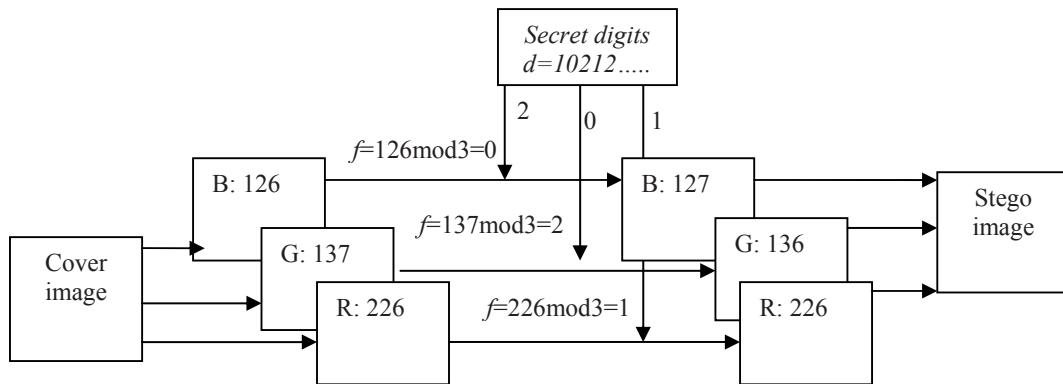 Secret digits
d=10212.....
2
0
1
f=126mod3=0
B: 126
B: 127
Stego
image
f=137mod3=2
G: 137
G: 136
Cover
image
R: 226
f=226mod3=1
R: 226